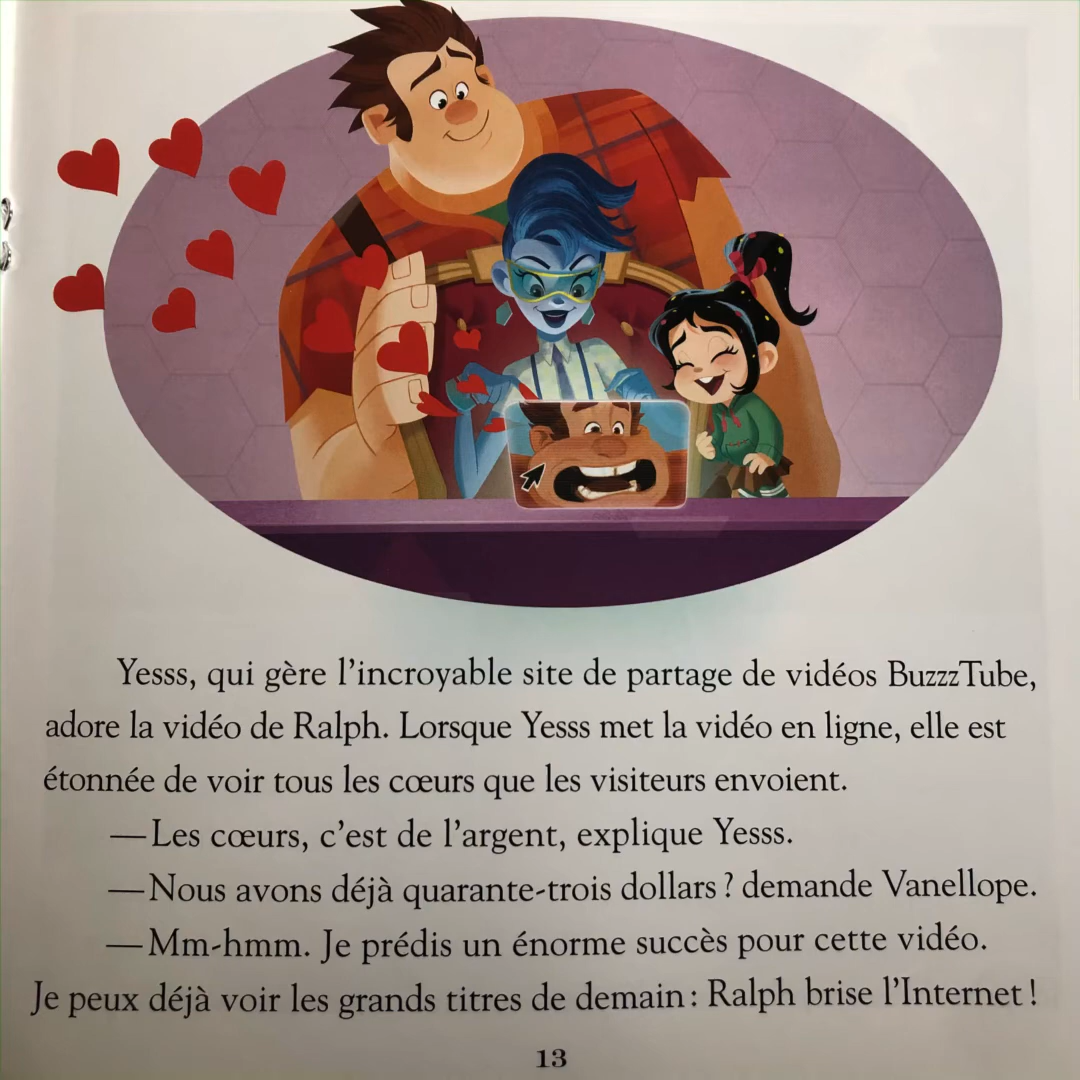 Yesss, qui gère l’incroyable site de partage de vidéos BuzzzTube,
adore la vidéo de Ralph. Lorsque Yesss met la vidéo en ligne, elle est
étonnée de voir tous les cœurs que les visiteurs envoient.
—Les cœurs, c’est de l’argent, explique Yesss.
—Nous avons déjà quarante-trois dollars ? demande Vanellope.
—Mm-hmm. Je prédis un énorme succès pour cette vidéo.
Je peux déjà voir les grands titres de demain : Ralph brise l’Internet !
13